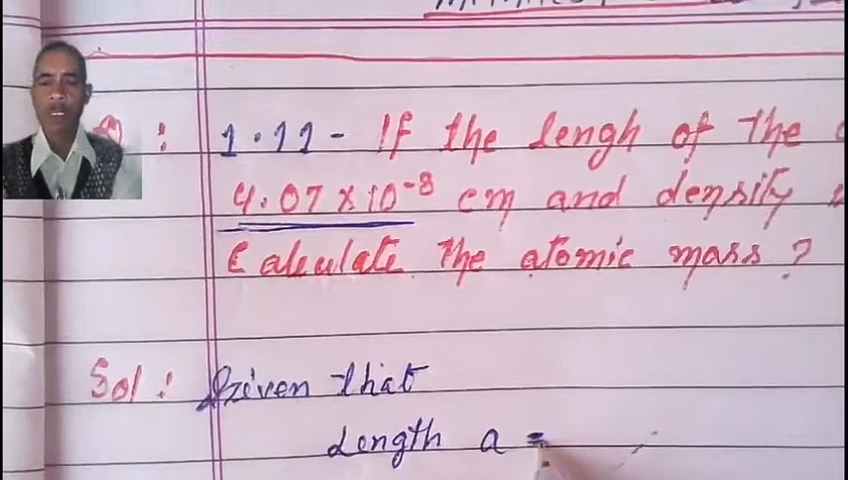 : 1.11- If the lengh of the
4.07 × 10⁻⁸ cm and density
Calculate the atomic mass ?
Sol : Given that
Length a =